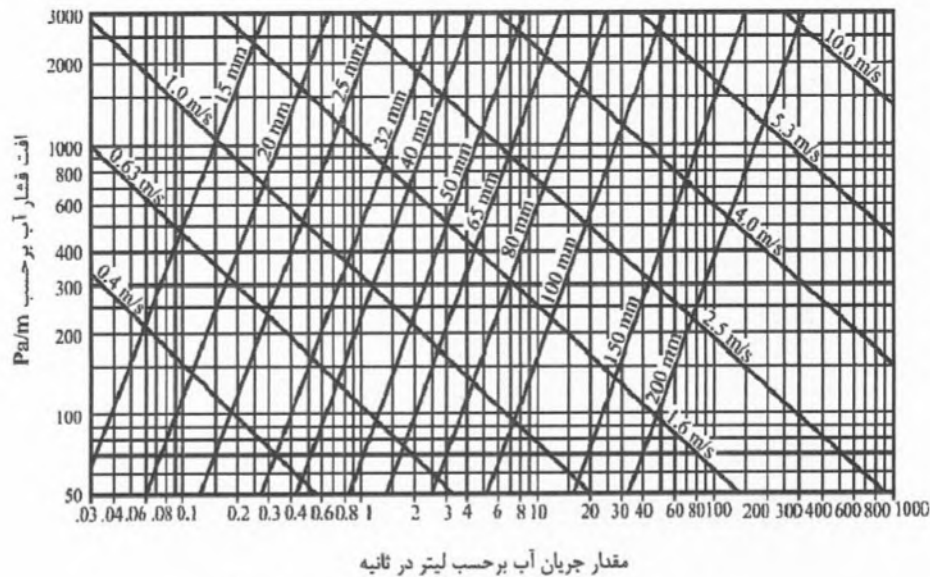 3000
2000
1000
800
600
400
300
200
100
50
افت فشار آب برحسب Pa/m
1.0 m/s
0.63 m/s
0.4 m/s
15 mm
20 mm
25 mm
32 mm
40 mm
50 mm
65 mm
80 mm
100 mm
150 mm
200 mm
10.0 m/s
5.3 m/s
4.0 m/s
2.5 m/s
1.6 m/s
.03 .04 .06 .08 0.1 0.2 0.3 0.4 0.6 0.8 1 2 3 4 6 8 10 20 30 40 60 80 100 200 300 400 600 800 1000
مقدار جریان آب برحسب لیتر در ثانیه